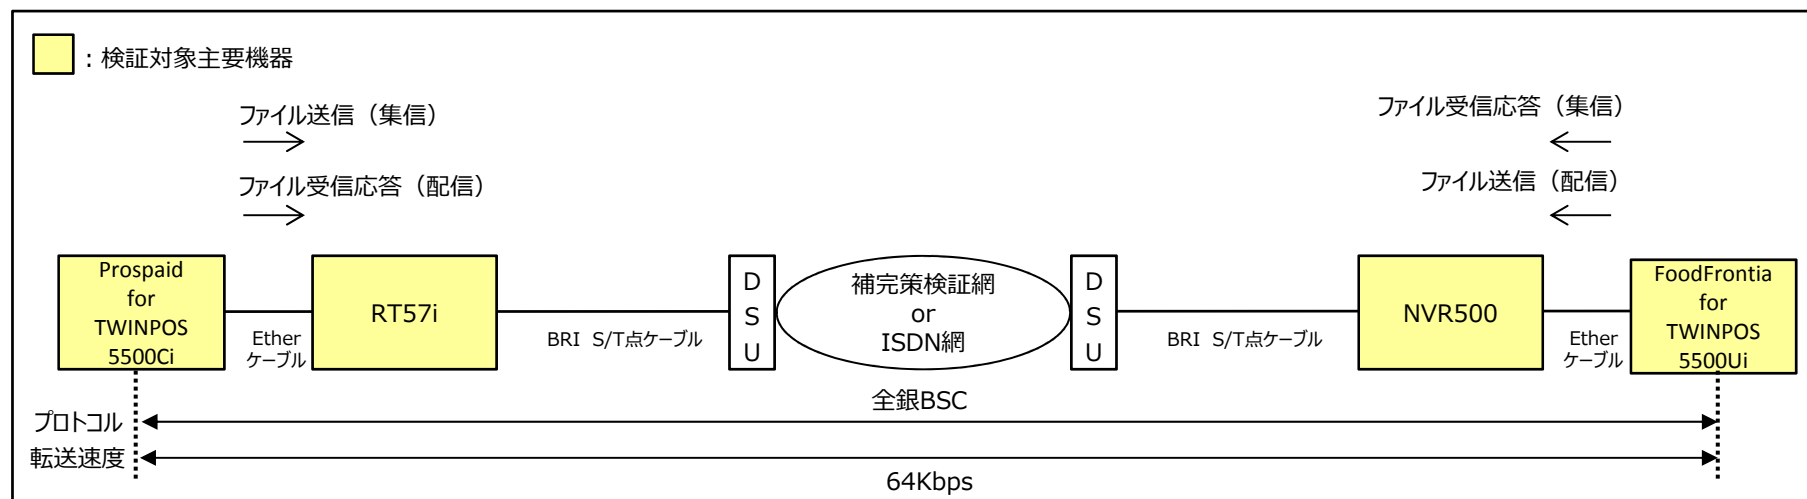 ：検証対象主要機器
ファイル送信（集信）
ファイル受信応答（配信）
ファイル受信応答（集信）
ファイル送信（配信）
Prospaid
for
TWINPOS
5500Ci
Ether
ケーブル
RT57i
BRI S/T点ケーブル
D
S
U
補完策検証網
or
ISDN網
D
S
U
BRI S/T点ケーブル
NVR500
Ether
ケーブル
FoodFrontia
for
TWINPOS
5500Ui
プロトコル
全銀BSC
転送速度
64Kbps